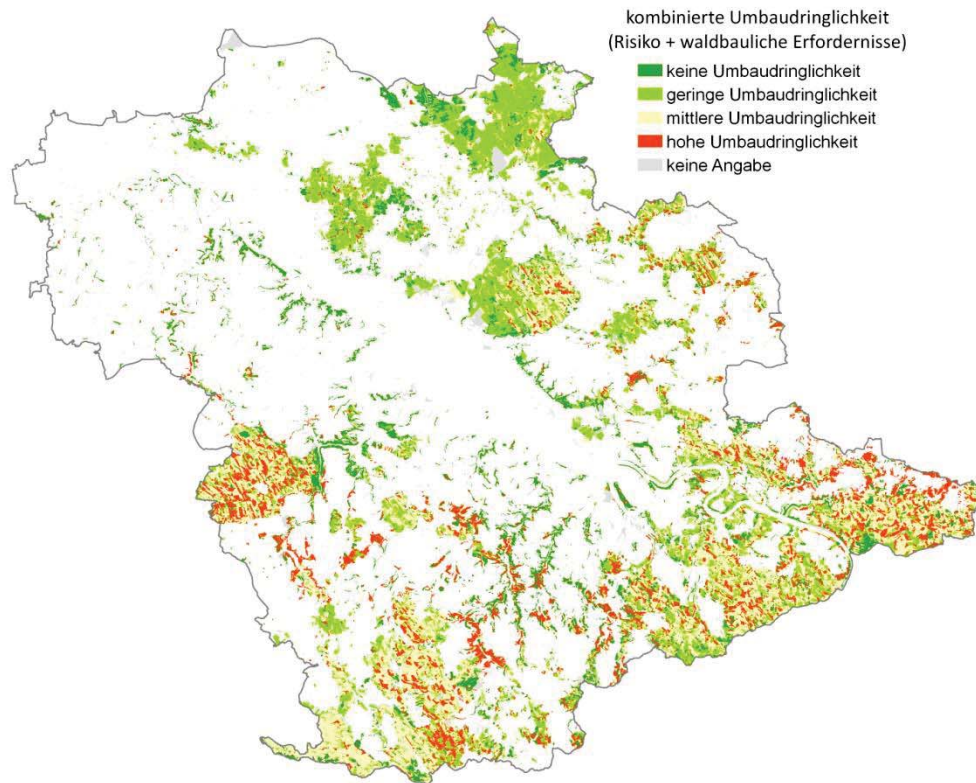 kombinierte Umbaudringlichkeit
(Risiko + waldbauliche Erfordernisse)
keine Umbaudringlichkeit
geringe Umbaudringlichkeit
mittlere Umbaudringlichkeit
hohe Umbaudringlichkeit
keine Angabe